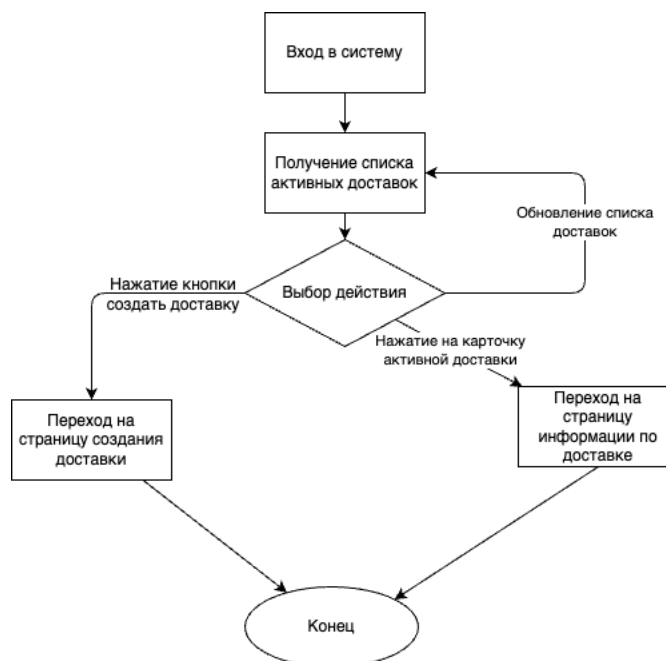 Вход в систему
Получение списка
активных доставок
Обновление списка
доставок
Нажатие кнопки
создать доставку
Выбор действия
Нажатие на карточку
активной доставки
Переход на
страницу создания
доставки
Переход на
страницу
информации по
доставке
Конец